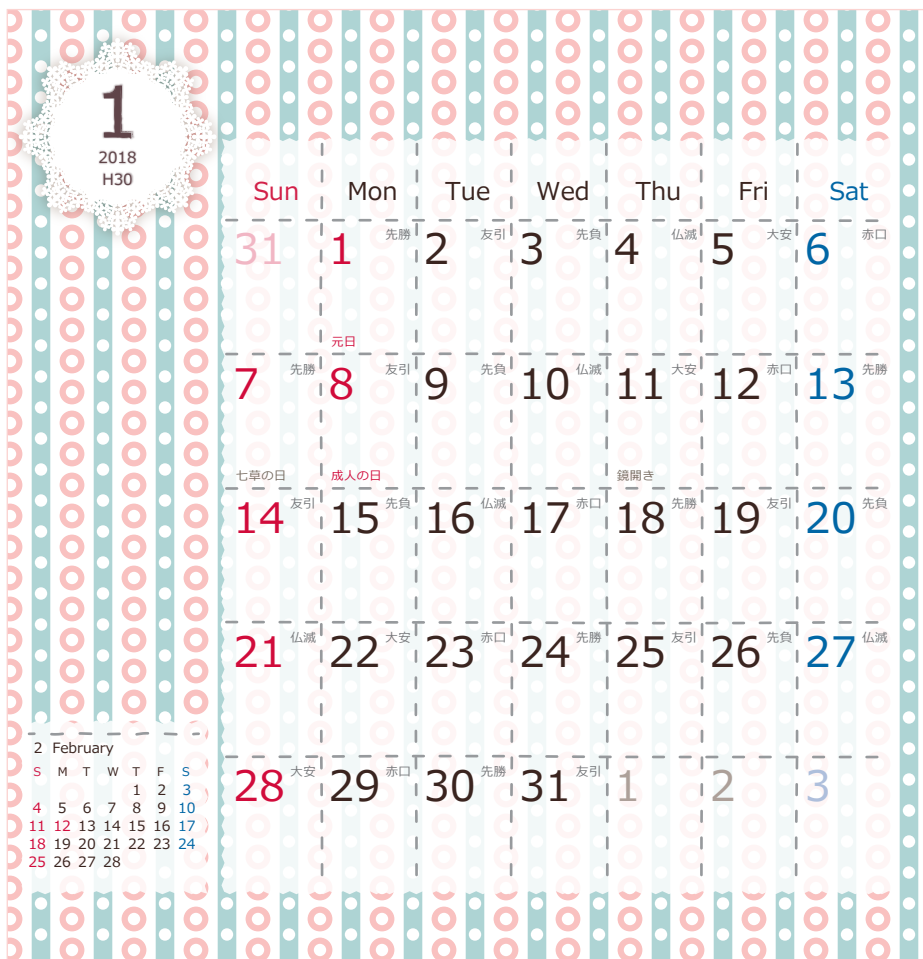 1
2018
H30
Sun Mon Tue Wed Thu Fri Sat
31 1 先勝 2 友引 3 先負 4 仏滅 5 大安 6 赤口
元日
7 先勝 8 友引 9 先負 10 仏滅 11 大安 12 赤口 13 先勝
七草の日 成人の日 鏡開き
14 友引 15 先負 16 仏滅 17 赤口 18 先勝 19 友引 20 先負
21 仏滅 22 大安 23 赤口 24 先勝 25 友引 26 先負 27 仏滅
28 大安 29 赤口 30 先勝 31 友引 1 2 3
2 February
S M T W T F S
1 2 3
4 5 6 7 8 9 10
11 12 13 14 15 16 17
18 19 20 21 22 23 24
25 26 27 28